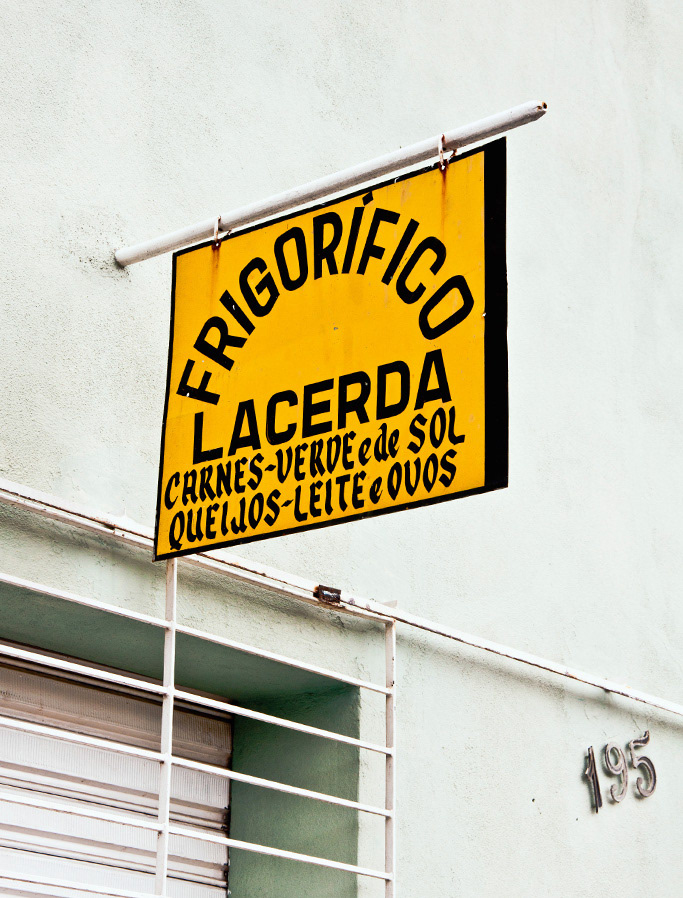 FRIGORÍFICO
LACERDA
CARNES-VERDE e de SOL
QUEIJOS-LEITE e OVOS
195